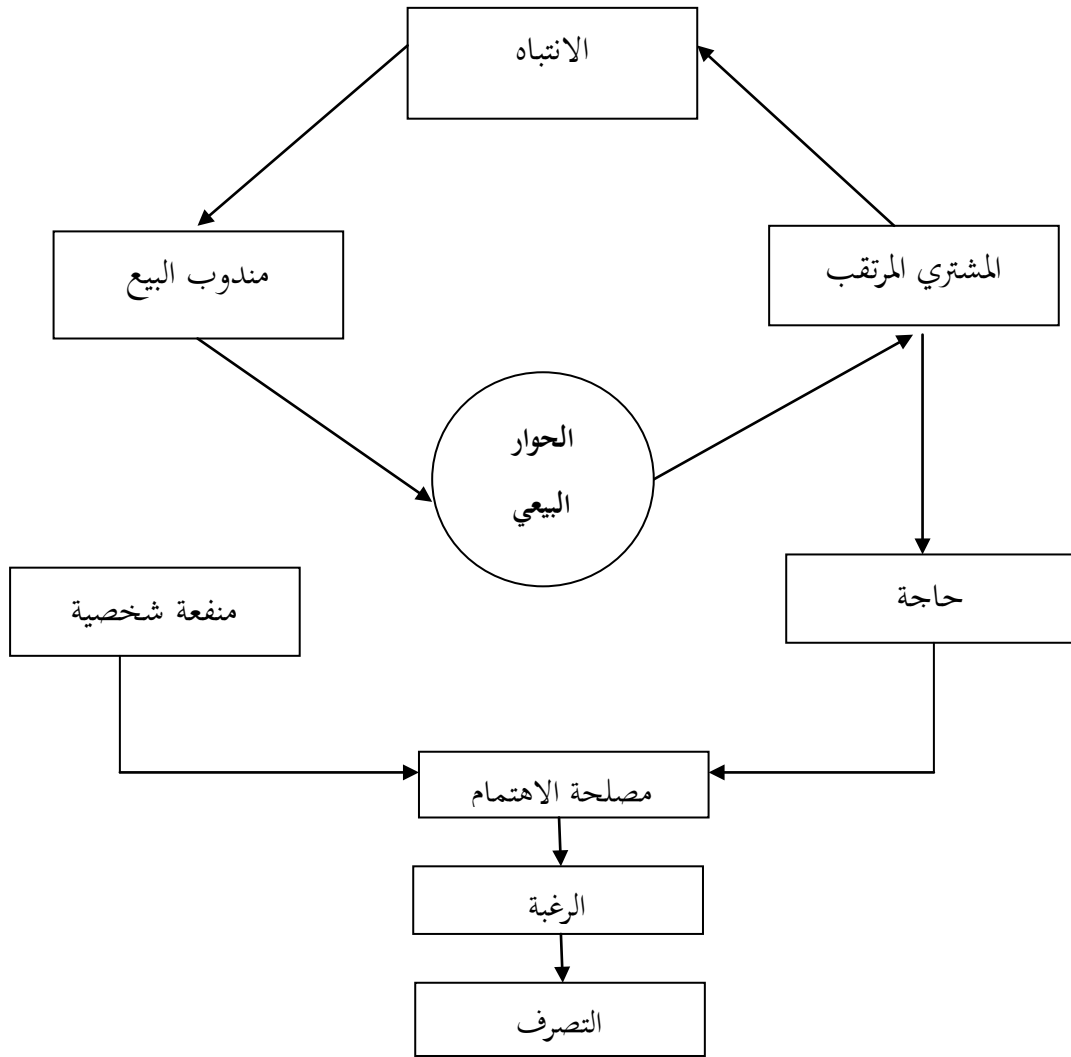 الانتباه
المشتري المرتقب
مندوب البيع
الحوار
البيعي
حاجة
منفعة شخصية
مصلحة الاهتمام
الرغبة
التصرف